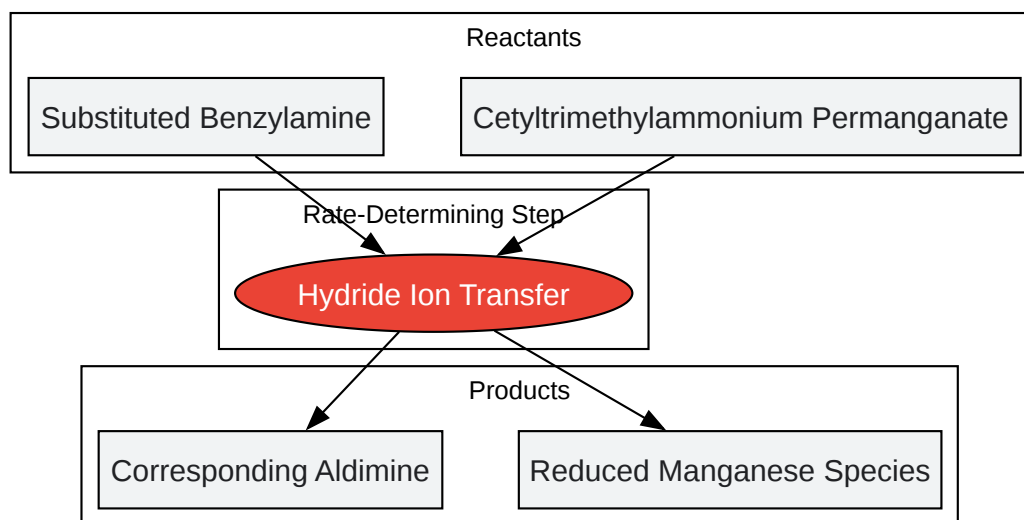 Reactants
Substituted Benzylamine
Cetyltrimethylammonium Permanganate
Rate-Determining Step
Hydride Ion Transfer
Products
Corresponding Aldimine
Reduced Manganese Species